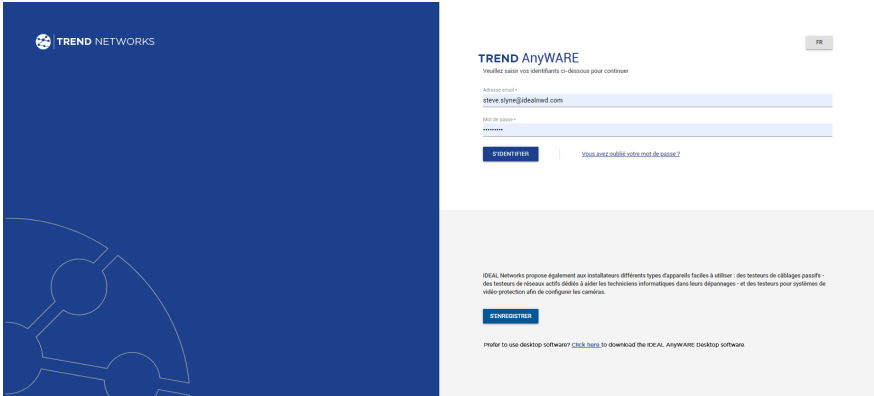 TREND NETWORKS
FR
TREND AnyWARE
Veuillez saisir vos identifiants ci-dessous pour continuer
Adresse email *
steve.slyne@idealnwd.com
Mot de passe *
•••••••••
S'IDENTIFIER
Vous avez oublié votre mot de passe ?
IDEAL Networks propose également aux installateurs différents types d'appareils faciles à utiliser : des testeurs de câblages passifs -
des testeurs de réseaux actifs dédiés à aider les techniciens informatiques dans leurs dépannages - et des testeurs pour systèmes de
vidéo-protection afin de configurer les caméras.
S'ENREGISTRER
Prefer to use desktop software? Click here to download the IDEAL AnyWARE Desktop software.